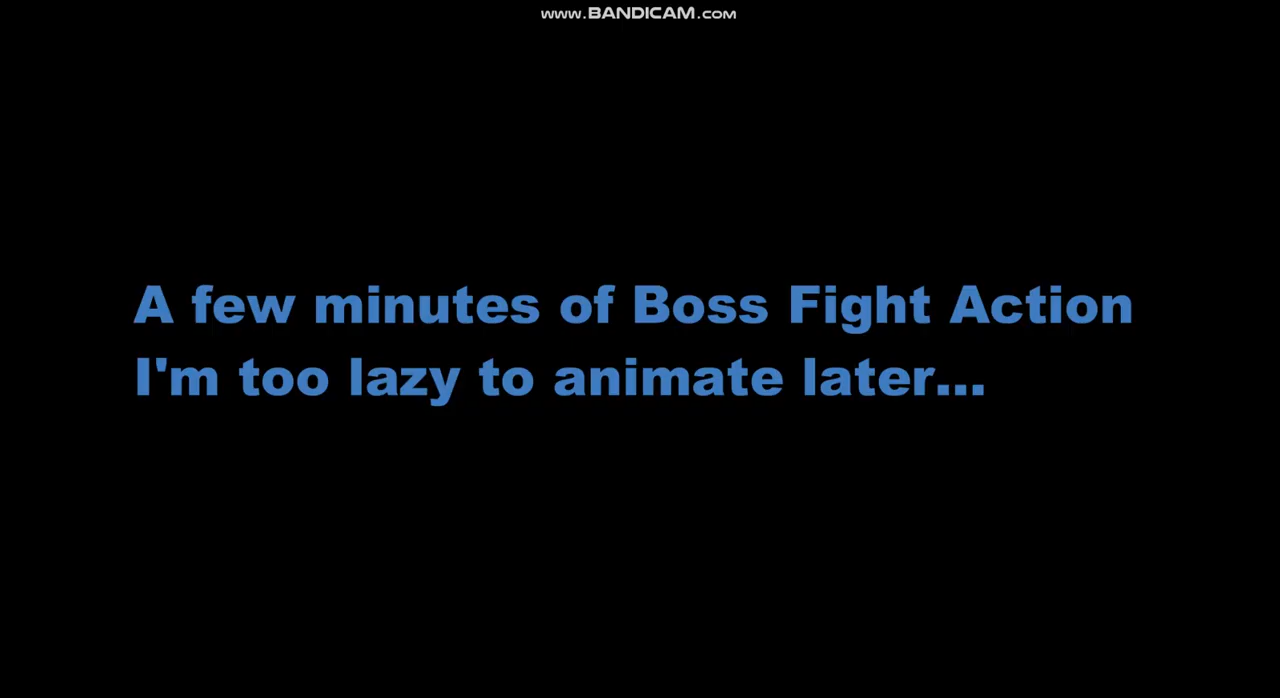 www.BANDICAM.com
A few minutes of Boss Fight Action
I'm too lazy to animate later...